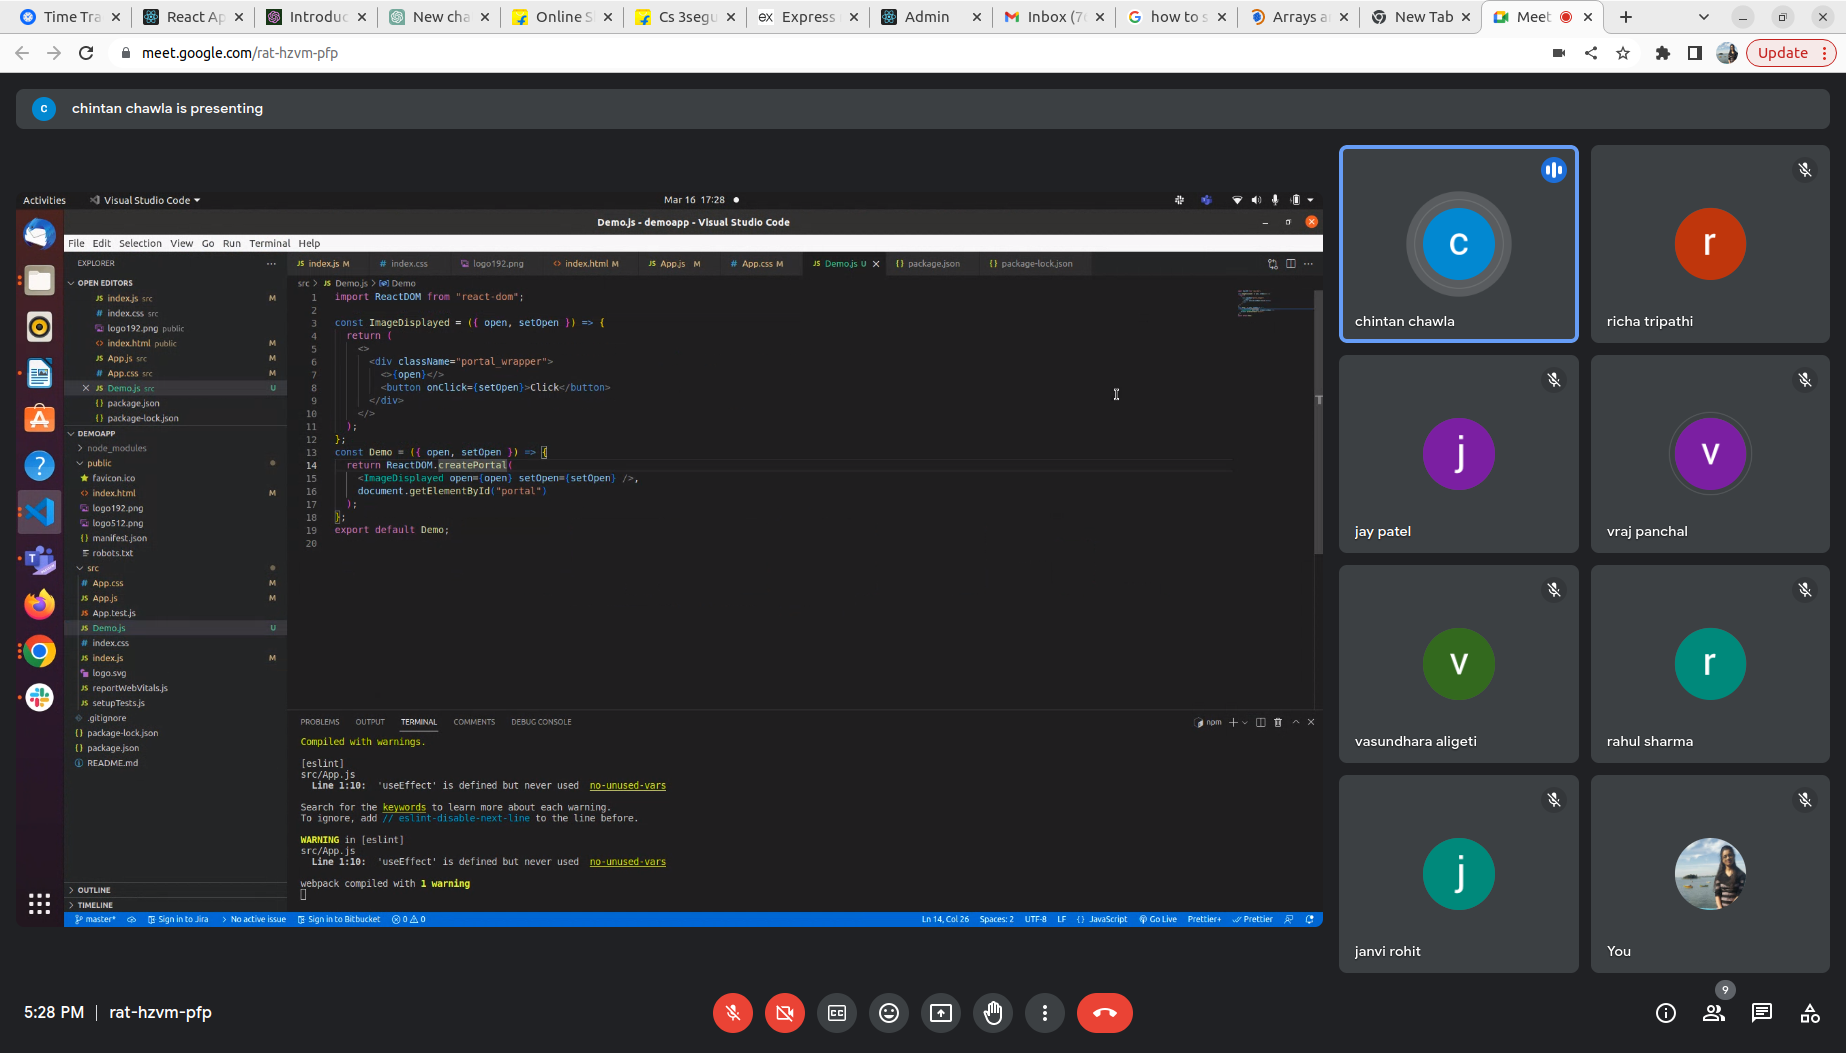 Time Tra
React Ap
Introduc
New cha
Online S
Cs 3segu
Express
Admin
Inbox (7
how to s
Arrays a
New Tab
Meet
meet.google.com/rat-hzvm-pfp
Update
c chintan chawla is presenting
Activities Visual Studio Code Mar 16 17:28
Demo.js - demoapp - Visual Studio Code
File Edit Selection View Go Run Terminal Help
EXPLORER
OPEN EDITORS
JS index.js src M
# index.css src
logo192.png public
<> index.html public M
JS App.js src M
# App.css src M
JS Demo.js src U
{} package.json
{} package-lock.json
DEMOAPP
node_modules
public
favicon.ico
<> index.html M
logo192.png
logo512.png
{} manifest.json
robots.txt
src
# App.css M
JS App.js M
JS App.test.js
JS Demo.js U
# index.css
JS index.js M
logo.svg
JS reportWebVitals.js
JS setupTests.js
.gitignore
{} package-lock.json
{} package.json
README.md
OUTLINE
TIMELINE
JS index.js M # index.css logo192.png <> index.html M JS App.js M # App.css M JS Demo.js U {} package.json {} package-lock.json
src > JS Demo.js > Demo
1 import ReactDOM from "react-dom";
2
3 const ImageDisplayed = ({ open, setOpen }) => {
4 return (
5 <>
6 <div className="portal_wrapper">
7 <>{open}</>
8 <button onClick={setOpen}>Click</button>
9 </div>
10 </>
11 );
12 };
13 const Demo = ({ open, setOpen }) => {
14 return ReactDOM.createPortal(
15 <ImageDisplayed open={open} setOpen={setOpen} />,
16 document.getElementById("portal")
17 );
18 };
19 export default Demo;
20
PROBLEMS OUTPUT TERMINAL COMMENTS DEBUG CONSOLE npm
Compiled with warnings.
[eslint]
src/App.js
Line 1:10: 'useEffect' is defined but never used no-unused-vars
Search for the keywords to learn more about each warning.
To ignore, add // eslint-disable-next-line to the line before.
WARNING in [eslint]
src/App.js
Line 1:10: 'useEffect' is defined but never used no-unused-vars
webpack compiled with 1 warning
master* Sign in to Jira No active issue Sign in to Bitbucket 0 0 Ln 14, Col 26 Spaces: 2 UTF-8 LF {} JavaScript Go Live Prettier+ Prettier
c
chintan chawla
r
richa tripathi
j
jay patel
v
vraj panchal
v
vasundhara aligeti
r
rahul sharma
j
janvi rohit
You
5:28 PM | rat-hzvm-pfp
9